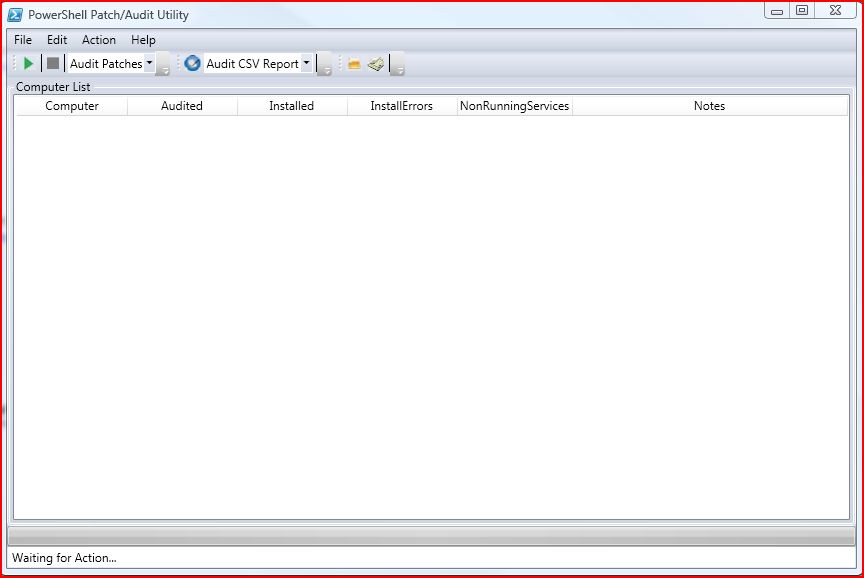 PowerShell Patch/Audit Utility
File Edit Action Help
Audit Patches Audit CSV Report
Computer List
Computer Audited Installed InstallErrors NonRunningServices Notes
Waiting for Action...